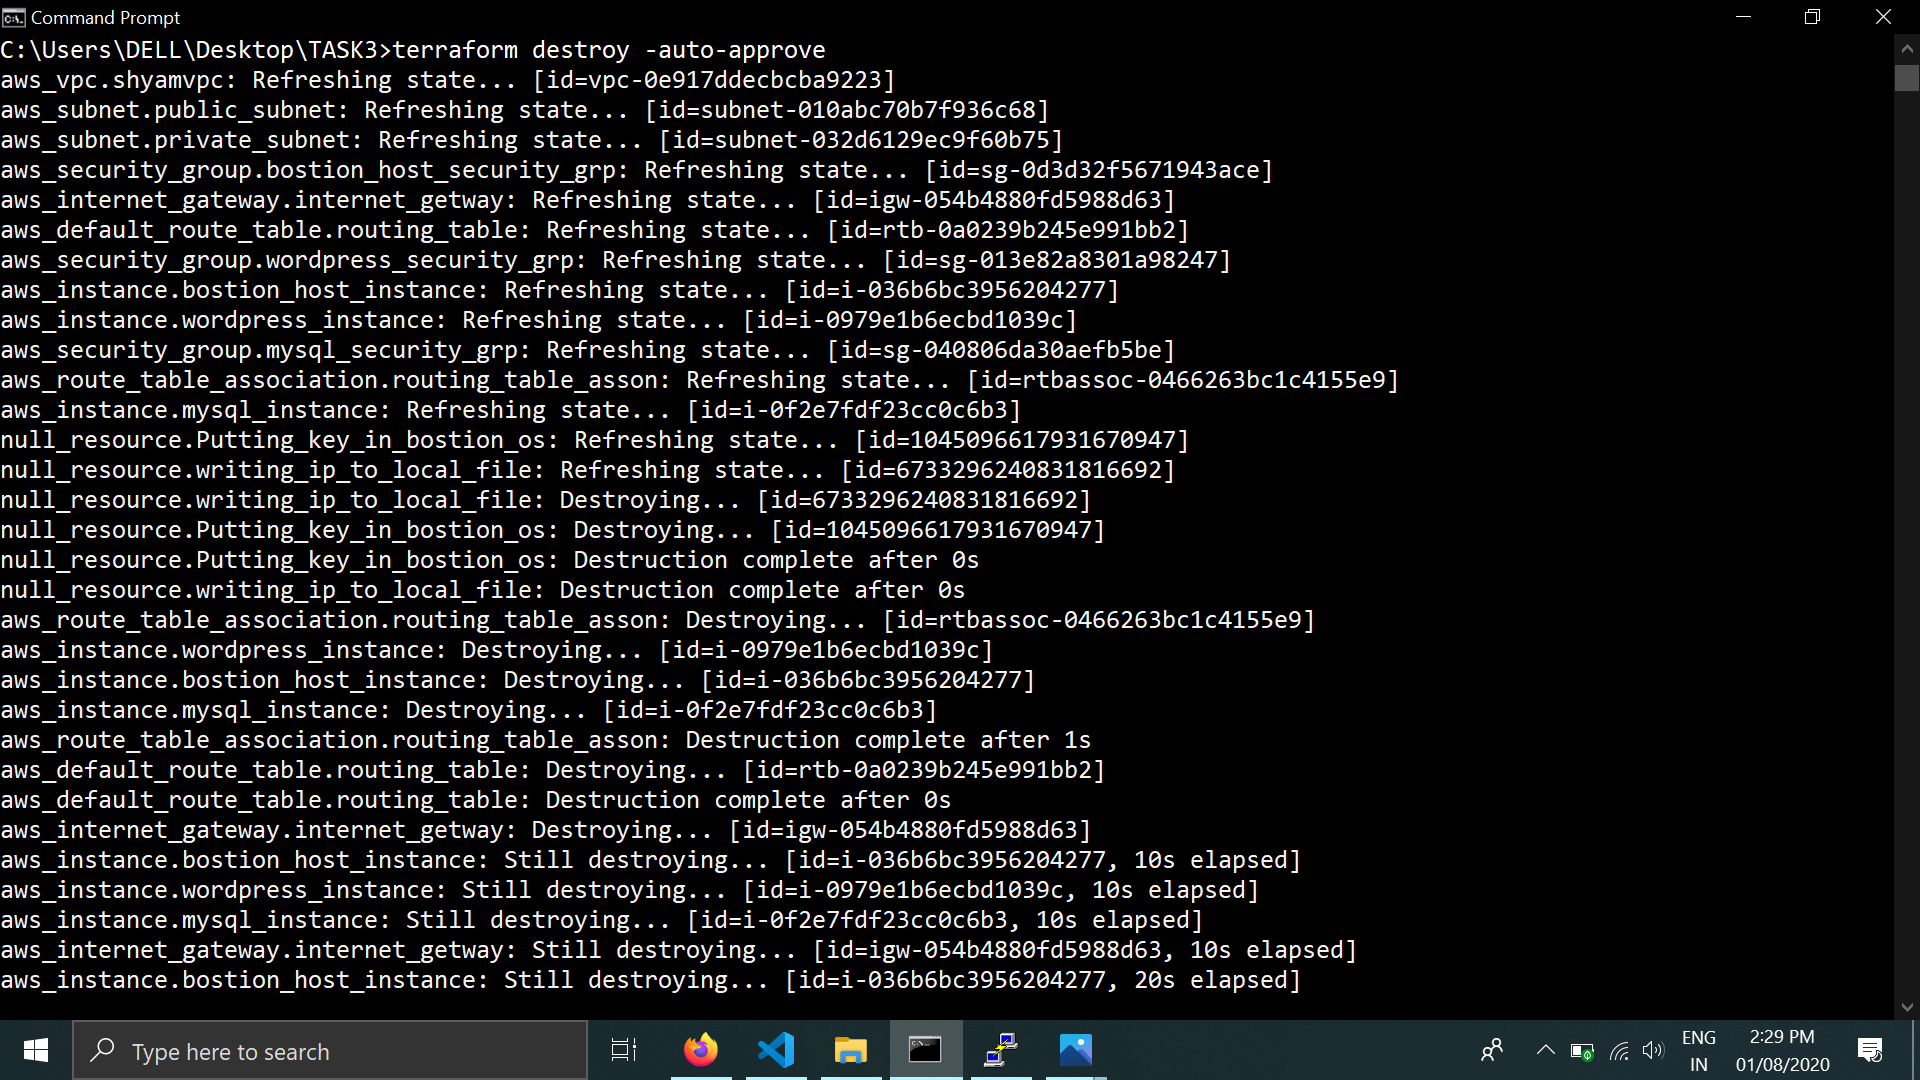 Command Prompt
C:\Users\DELL\Desktop\TASK3>terraform destroy -auto-approve
aws_vpc.shyamvpc: Refreshing state... [id=vpc-0e917ddecbcba9223]
aws_subnet.public_subnet: Refreshing state... [id=subnet-010abc70b7f936c68]
aws_subnet.private_subnet: Refreshing state... [id=subnet-032d6129ec9f60b75]
aws_security_group.bostion_host_security_grp: Refreshing state... [id=sg-0d3d32f5671943ace]
aws_internet_gateway.internet_getway: Refreshing state... [id=igw-054b4880fd5988d63]
aws_default_route_table.routing_table: Refreshing state... [id=rtb-0a0239b245e991bb2]
aws_security_group.wordpress_security_grp: Refreshing state... [id=sg-013e82a8301a98247]
aws_instance.bostion_host_instance: Refreshing state... [id=i-036b6bc3956204277]
aws_instance.wordpress_instance: Refreshing state... [id=i-0979e1b6ecbd1039c]
aws_security_group.mysql_security_grp: Refreshing state... [id=sg-040806da30aefb5be]
aws_route_table_association.routing_table_asson: Refreshing state... [id=rtbassoc-0466263bc1c4155e9]
aws_instance.mysql_instance: Refreshing state... [id=i-0f2e7fdf23cc0c6b3]
null_resource.Putting_key_in_bostion_os: Refreshing state... [id=1045096617931670947]
null_resource.writing_ip_to_local_file: Refreshing state... [id=6733296240831816692]
null_resource.writing_ip_to_local_file: Destroying... [id=6733296240831816692]
null_resource.Putting_key_in_bostion_os: Destroying... [id=1045096617931670947]
null_resource.Putting_key_in_bostion_os: Destruction complete after 0s
null_resource.writing_ip_to_local_file: Destruction complete after 0s
aws_route_table_association.routing_table_asson: Destroying... [id=rtbassoc-0466263bc1c4155e9]
aws_instance.wordpress_instance: Destroying... [id=i-0979e1b6ecbd1039c]
aws_instance.bostion_host_instance: Destroying... [id=i-036b6bc3956204277]
aws_instance.mysql_instance: Destroying... [id=i-0f2e7fdf23cc0c6b3]
aws_route_table_association.routing_table_asson: Destruction complete after 1s
aws_default_route_table.routing_table: Destroying... [id=rtb-0a0239b245e991bb2]
aws_default_route_table.routing_table: Destruction complete after 0s
aws_internet_gateway.internet_getway: Destroying... [id=igw-054b4880fd5988d63]
aws_instance.bostion_host_instance: Still destroying... [id=i-036b6bc3956204277, 10s elapsed]
aws_instance.wordpress_instance: Still destroying... [id=i-0979e1b6ecbd1039c, 10s elapsed]
aws_instance.mysql_instance: Still destroying... [id=i-0f2e7fdf23cc0c6b3, 10s elapsed]
aws_internet_gateway.internet_getway: Still destroying... [id=igw-054b4880fd5988d63, 10s elapsed]
aws_instance.bostion_host_instance: Still destroying... [id=i-036b6bc3956204277, 20s elapsed]
Type here to search
ENG
IN
2:29 PM
01/08/2020